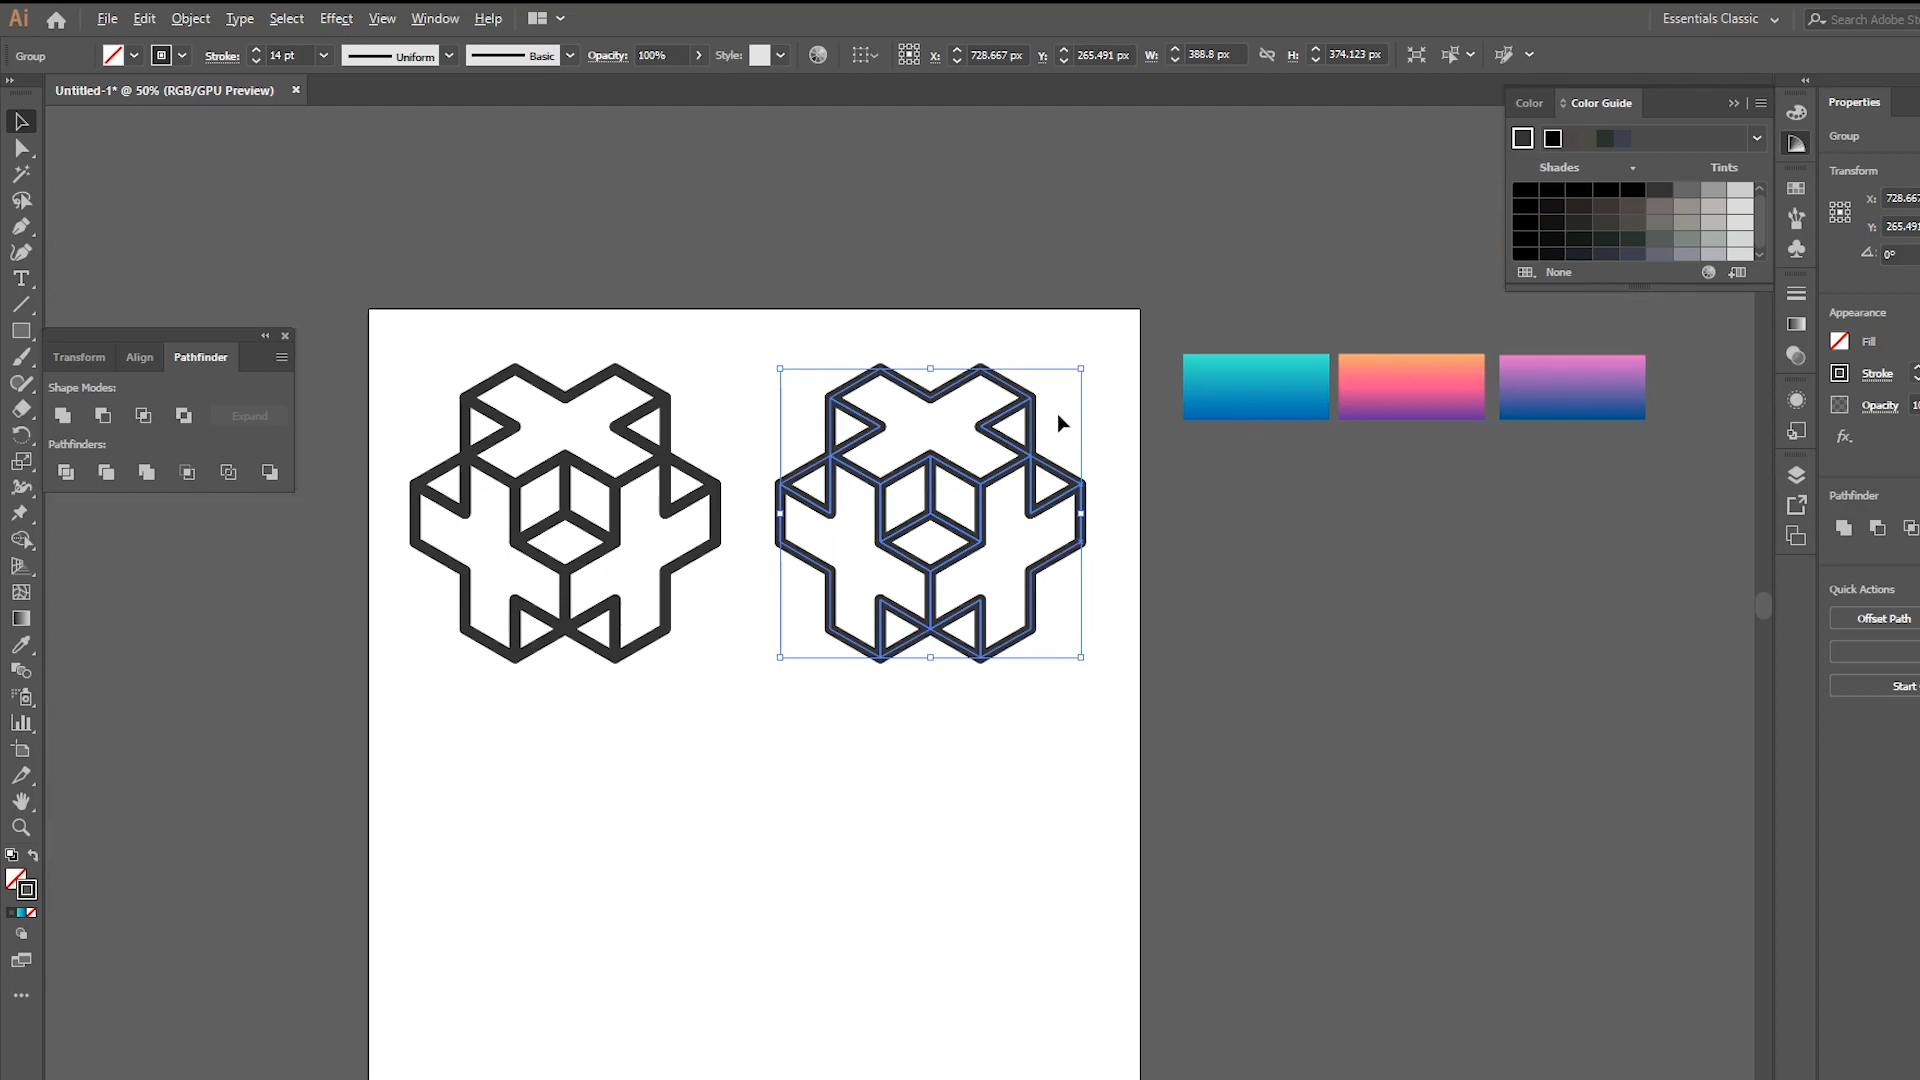 Ai File Edit Object Type Select Effect View Window Help Essentials Classic Search Adobe St
Group Stroke: 14 pt Uniform Basic Opacity: 100% Style: X: 728.667 px Y: 265.491 px W: 388.8 px H: 374.123 px
Untitled-1* @ 50% (RGB/GPU Preview)
Color Color Guide
Properties
Group
Shades Tints
Transform
X: 728.667
Y: 265.491
0°
None
Appearance
Fill
Stroke
Opacity 10
fx.
Transform Align Pathfinder
Shape Modes:
Expand
Pathfinders:
Pathfinder
Quick Actions
Offset Path
Start